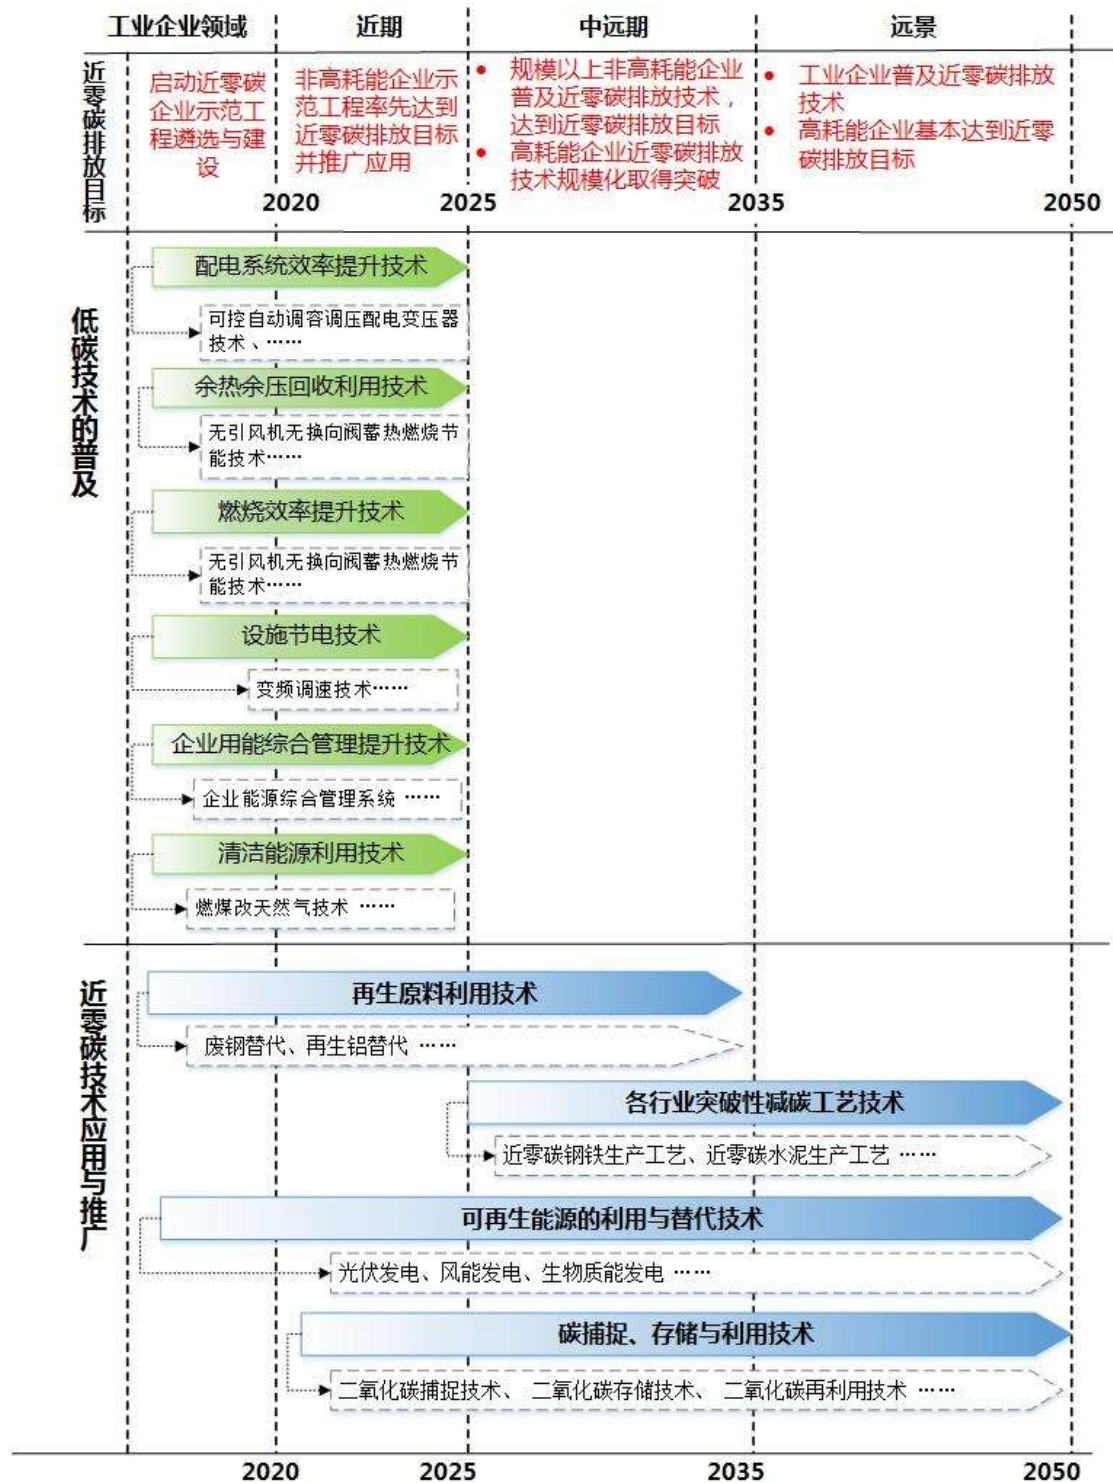 工业企业领域
近期
中远期
远景
近零碳排放目标
启动近零碳
企业示范工
程遴选与建
设
非高耗能企业示
范工程率先达到
近零碳排放目标
并推广应用
• 规模以上非高耗能企业
普及近零碳排放技术，
达到近零碳排放目标
• 高耗能企业近零碳排放
技术规模化取得突破
• 工业企业普及近零碳排放
技术
• 高耗能企业基本达到近零
碳排放目标
2020
2025
2035
2050
低碳技术的普及
配电系统效率提升技术
可控自动调容调压配电变压器
技术、……
余热余压回收利用技术
无引风机无换向阀蓄热燃烧节
能技术……
燃烧效率提升技术
无引风机无换向阀蓄热燃烧节
能技术……
设施节电技术
变频调速技术……
企业用能综合管理提升技术
企业能源综合管理系统 ……
清洁能源利用技术
燃煤改天然气技术 ……
近零碳技术应用与推广
再生原料利用技术
废钢替代、再生铝替代 ……
各行业突破性减碳工艺技术
近零碳钢铁生产工艺、近零碳水泥生产工艺 ……
可再生能源的利用与替代技术
光伏发电、风能发电、生物质能发电 ……
碳捕捉、存储与利用技术
二氧化碳捕捉技术、 二氧化碳存储技术、 二氧化碳再利用技术 ……
2020
2025
2035
2050